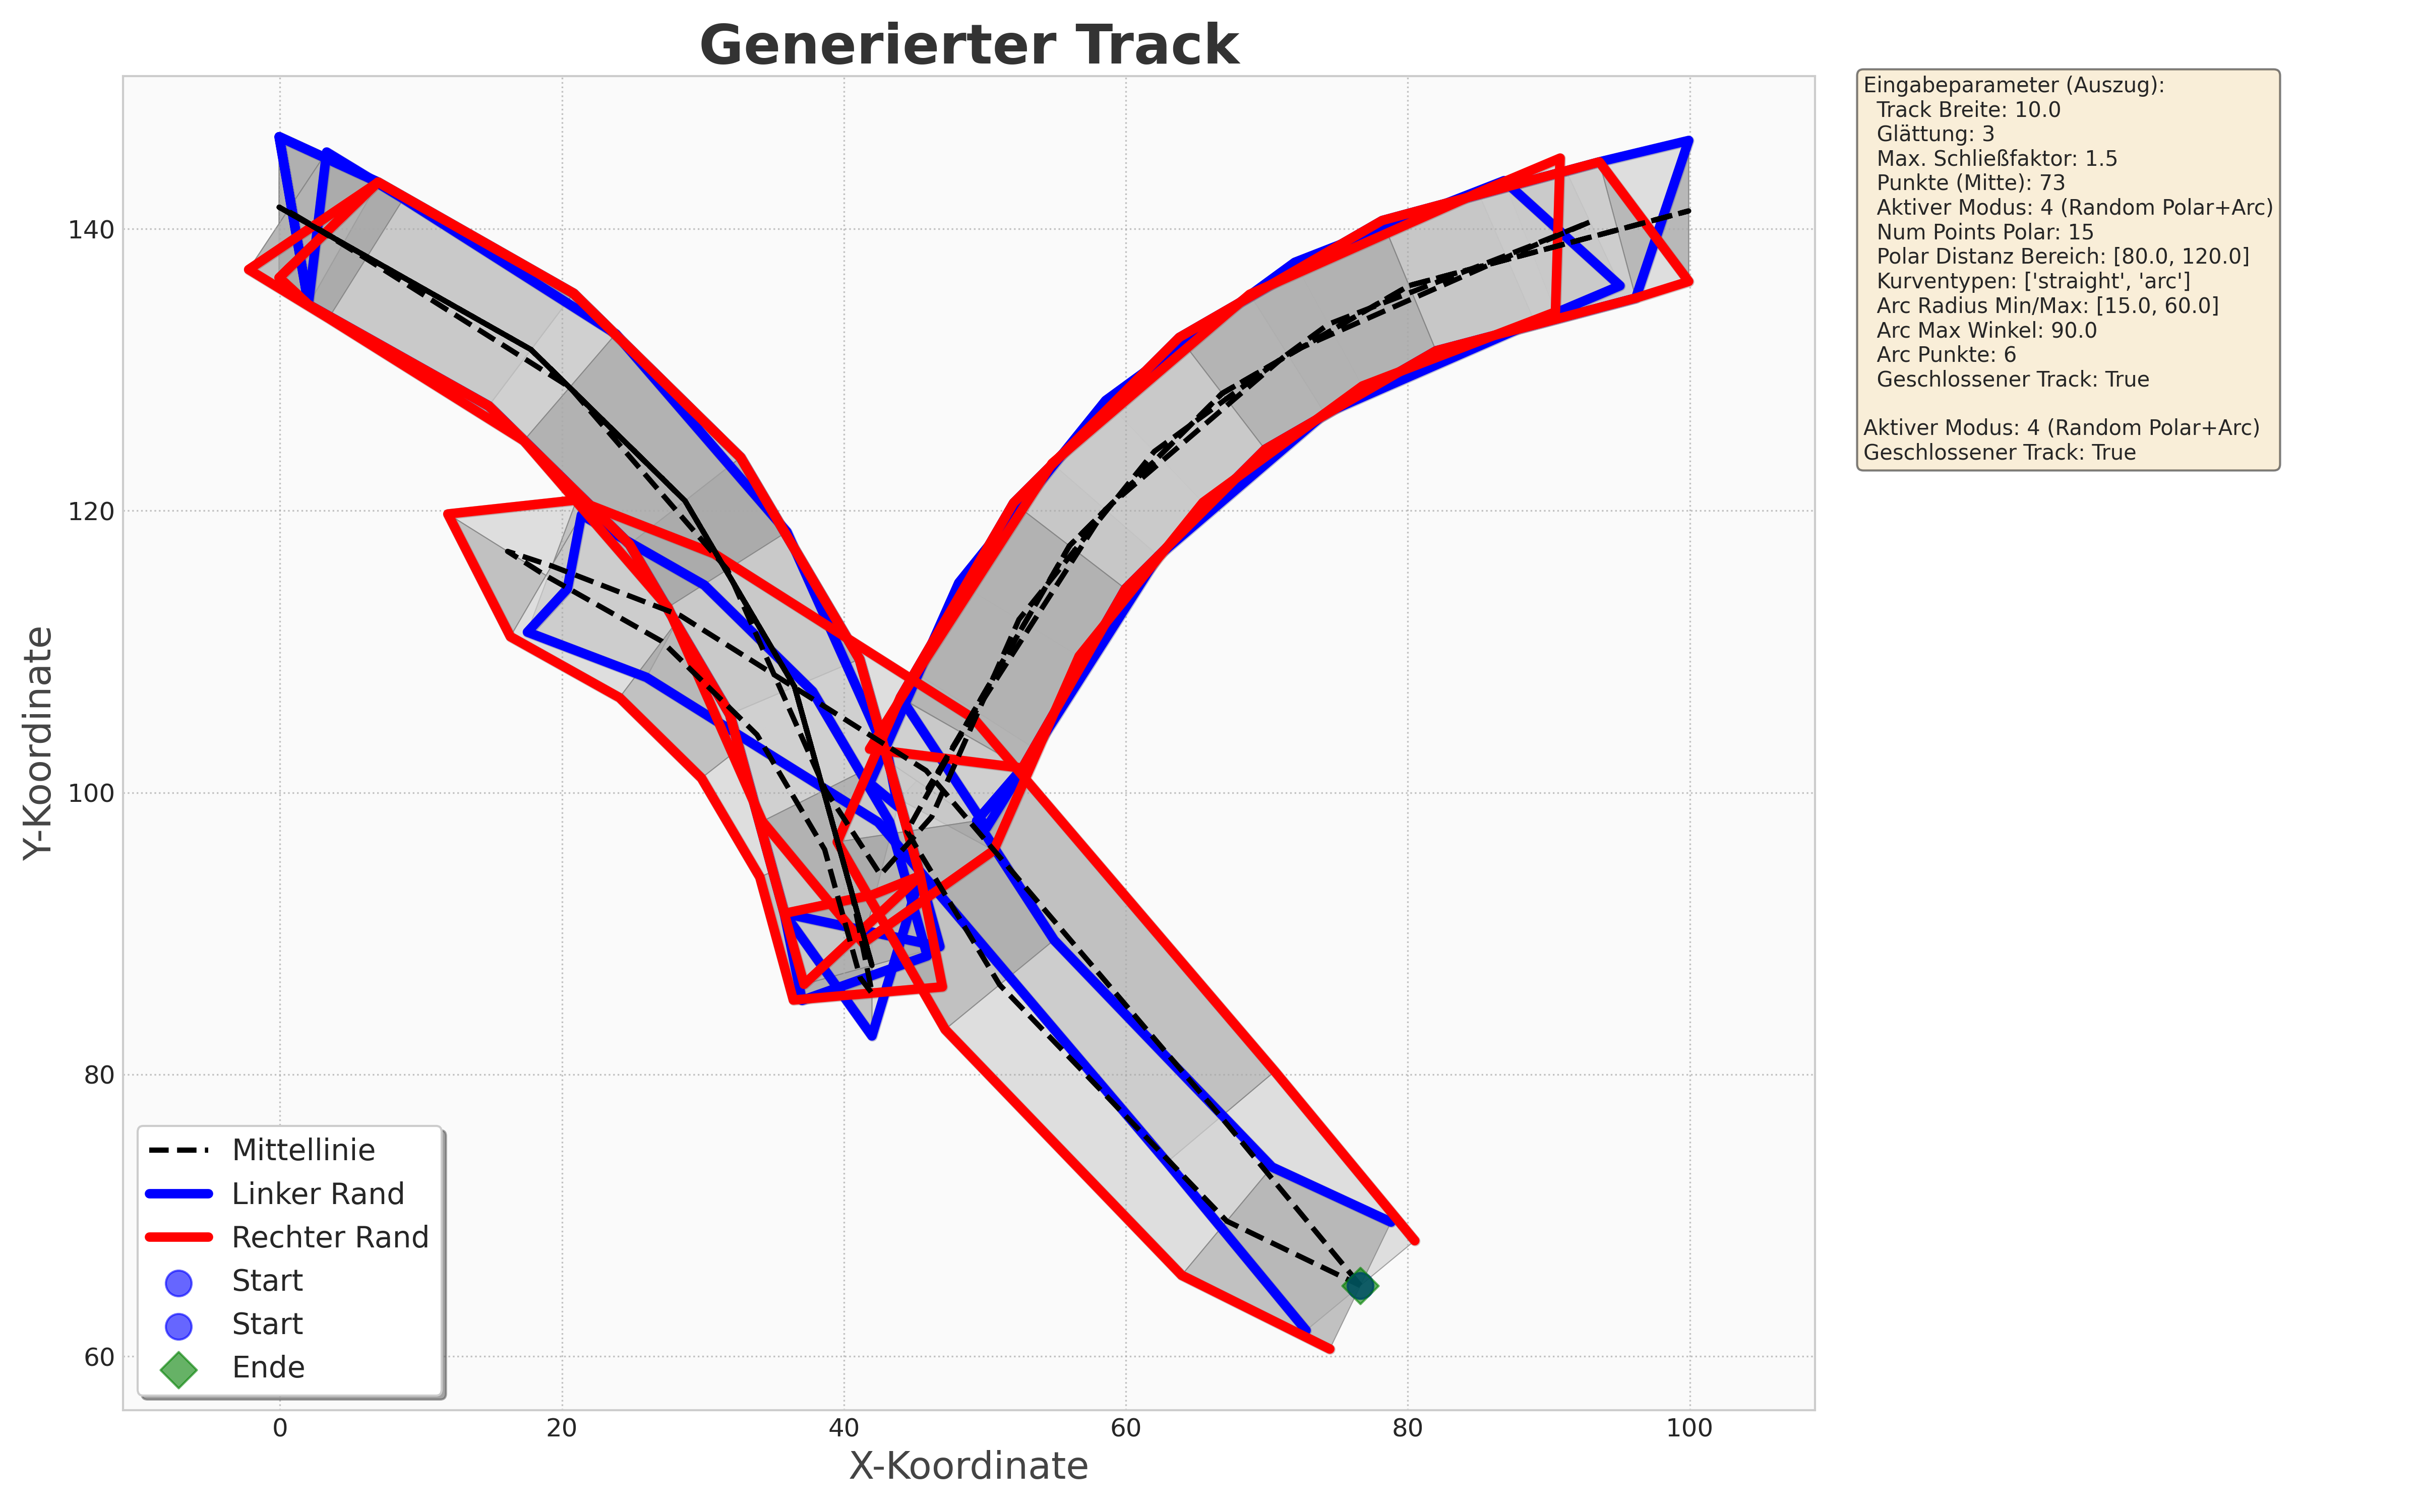 Generierter Track
Eingabeparameter (Auszug):
Track Breite: 10.0
Glättung: 3
Max. Schließfaktor: 1.5
Punkte (Mitte): 73
Aktiver Modus: 4 (Random Polar+Arc)
Num Points Polar: 15
Polar Distanz Bereich: [80.0, 120.0]
Kurventypen: ['straight', 'arc']
Arc Radius Min/Max: [15.0, 60.0]
Arc Max Winkel: 90.0
Arc Punkte: 6
Geschlossener Track: True
Aktiver Modus: 4 (Random Polar+Arc)
Geschlossener Track: True
Y-Koordinate
140
120
100
80
60
Mittellinie
Linker Rand
Rechter Rand
Start
Start
Ende
0 20 40 60 80 100
X-Koordinate